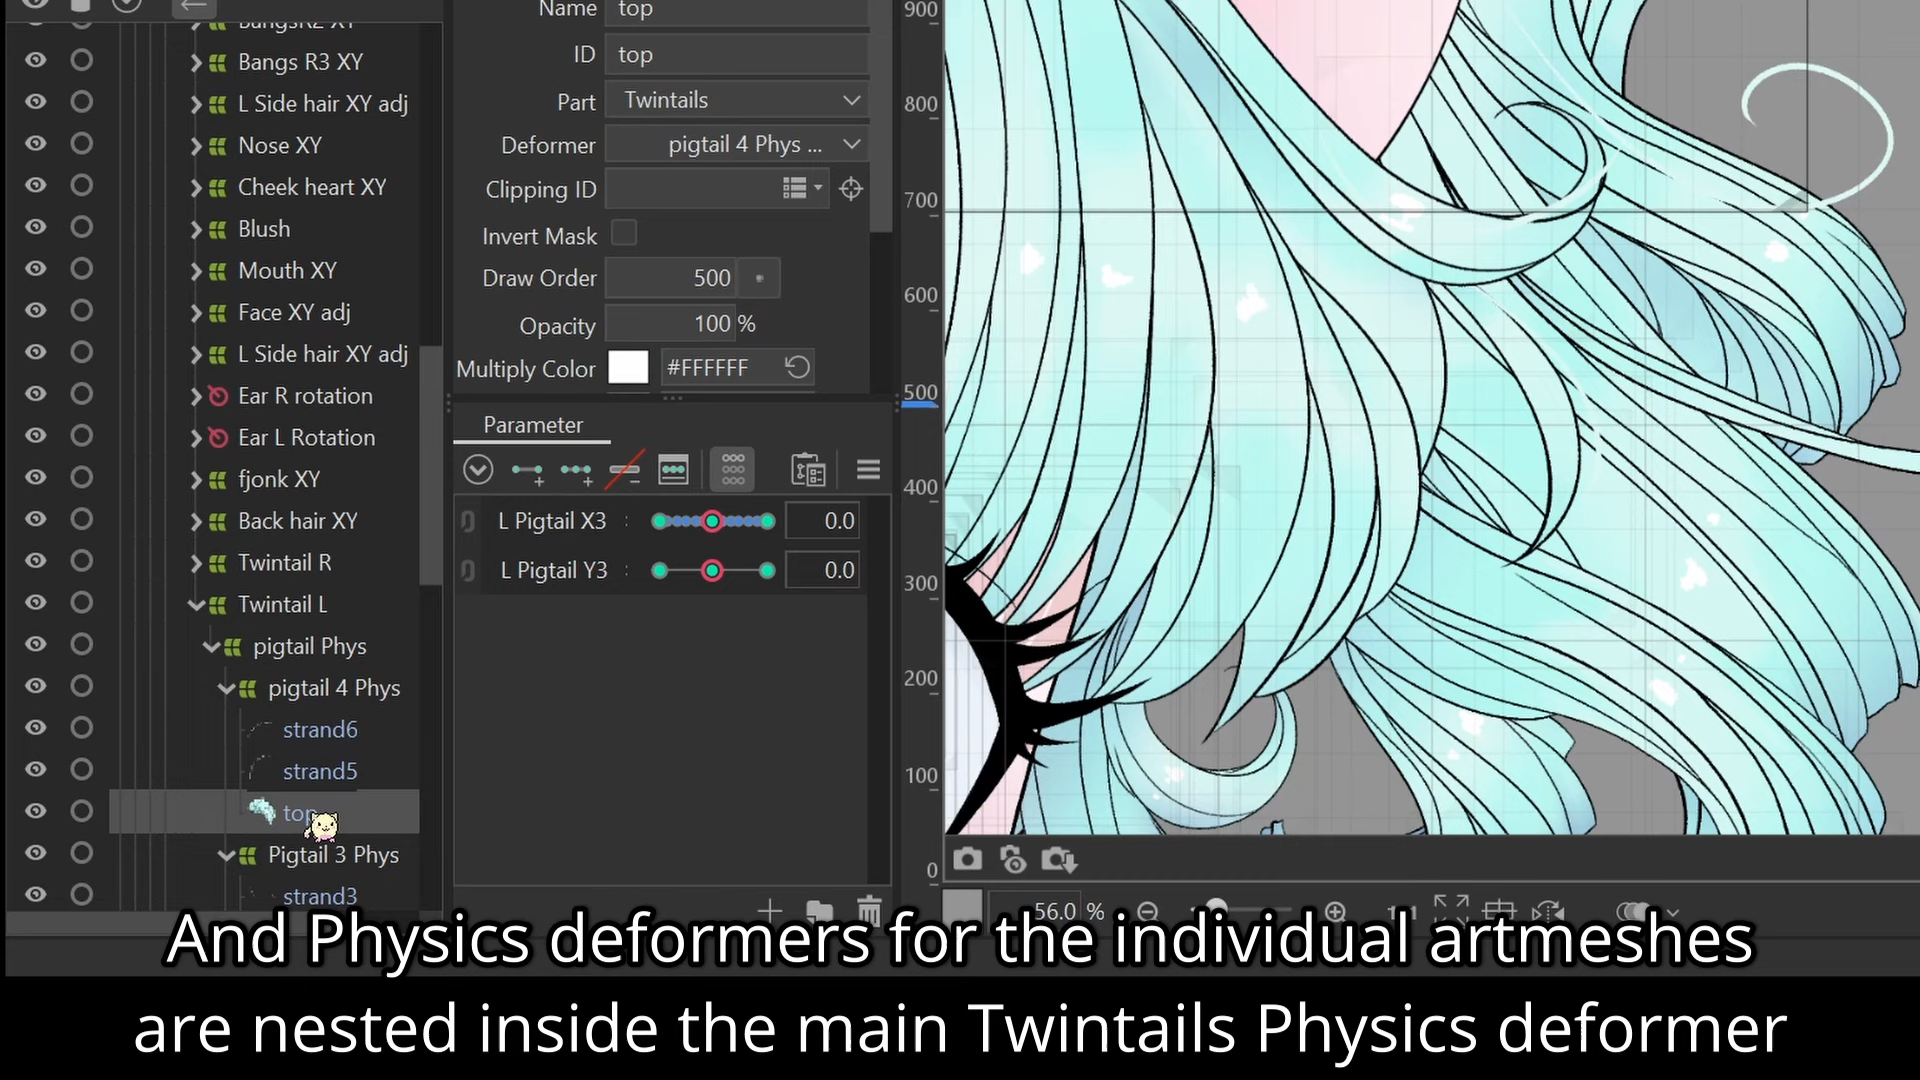 BangsR2 XY
Bangs R3 XY
L Side hair XY adj
Nose XY
Cheek heart XY
Blush
Mouth XY
Face XY adj
L Side hair XY adj
Ear R rotation
Ear L Rotation
fjonk XY
Back hair XY
Twintail R
Twintail L
pigtail Phys
pigtail 4 Phys
strand6
strand5
top
Pigtail 3 Phys
strand3
Name top
ID top
Part Twintails
Deformer pigtail 4 Phys ...
Clipping ID
Invert Mask
Draw Order 500
Opacity 100 %
Multiply Color #FFFFFF
Parameter
L Pigtail X3 : 0.0
L Pigtail Y3 : 0.0
900
800
700
600
500
400
300
200
100
0
56.0 %
And Physics deformers for the individual artmeshes
are nested inside the main Twintails Physics deformer